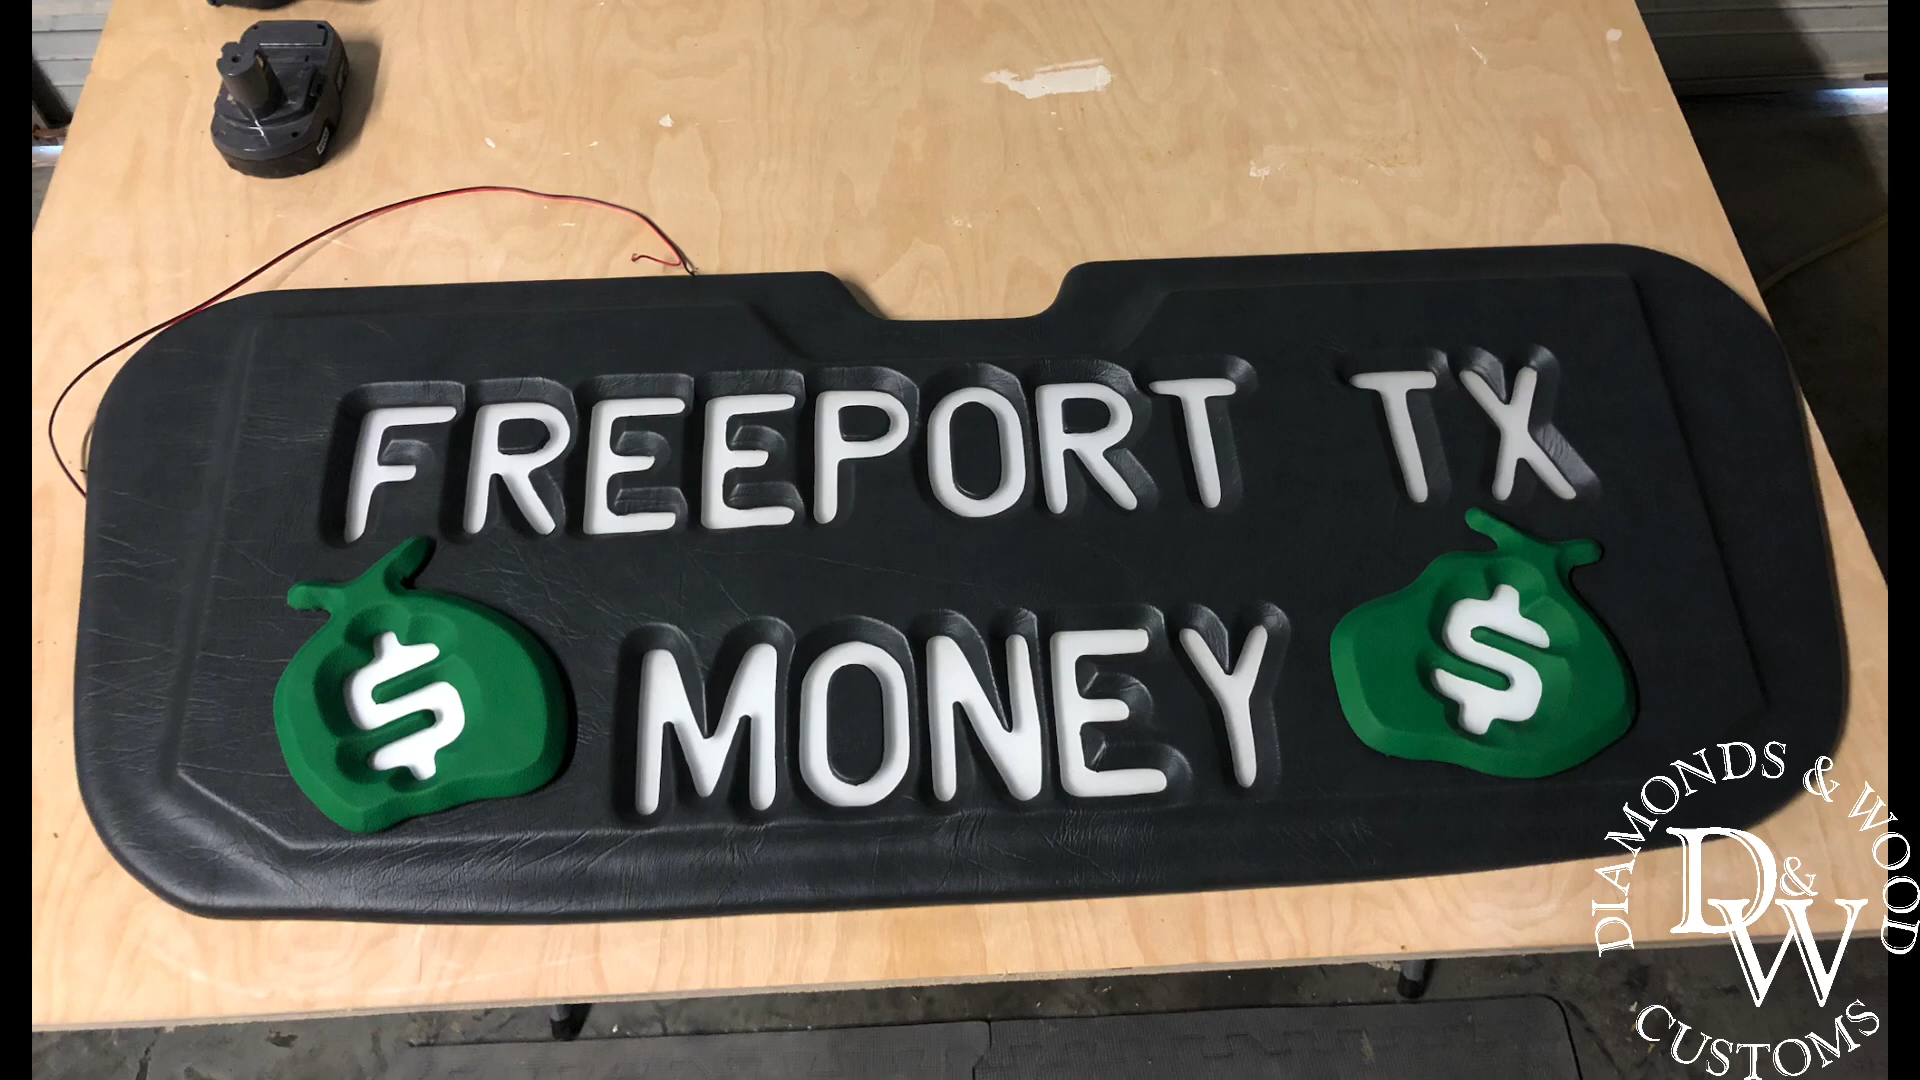 FREEPORT TX
$ MONEY $
DIAMONDS & WOOD
D&W
CUSTOMS